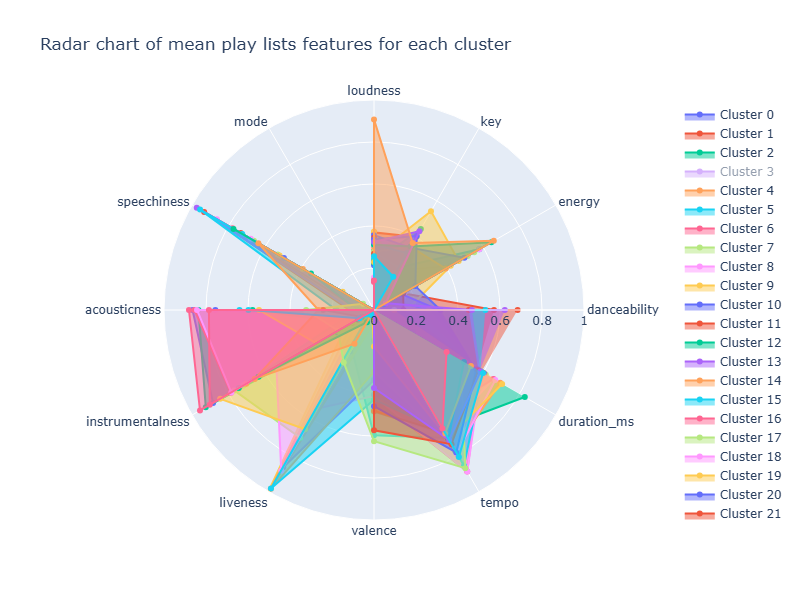 Radar chart of mean play lists features for each cluster
loudness
mode
key
speechiness
energy
acousticness
danceability
0
0.2
0.4
0.6
0.8
1
instrumentalness
duration_ms
liveness
tempo
valence
Cluster 0
Cluster 1
Cluster 2
Cluster 3
Cluster 4
Cluster 5
Cluster 6
Cluster 7
Cluster 8
Cluster 9
Cluster 10
Cluster 11
Cluster 12
Cluster 13
Cluster 14
Cluster 15
Cluster 16
Cluster 17
Cluster 18
Cluster 19
Cluster 20
Cluster 21